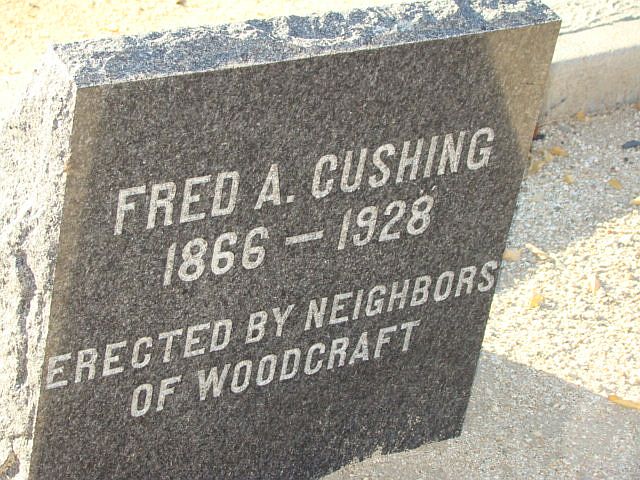 FRED A. CUSHING
1866 — 1928
ERECTED BY NEIGHBORS
OF WOODCRAFT